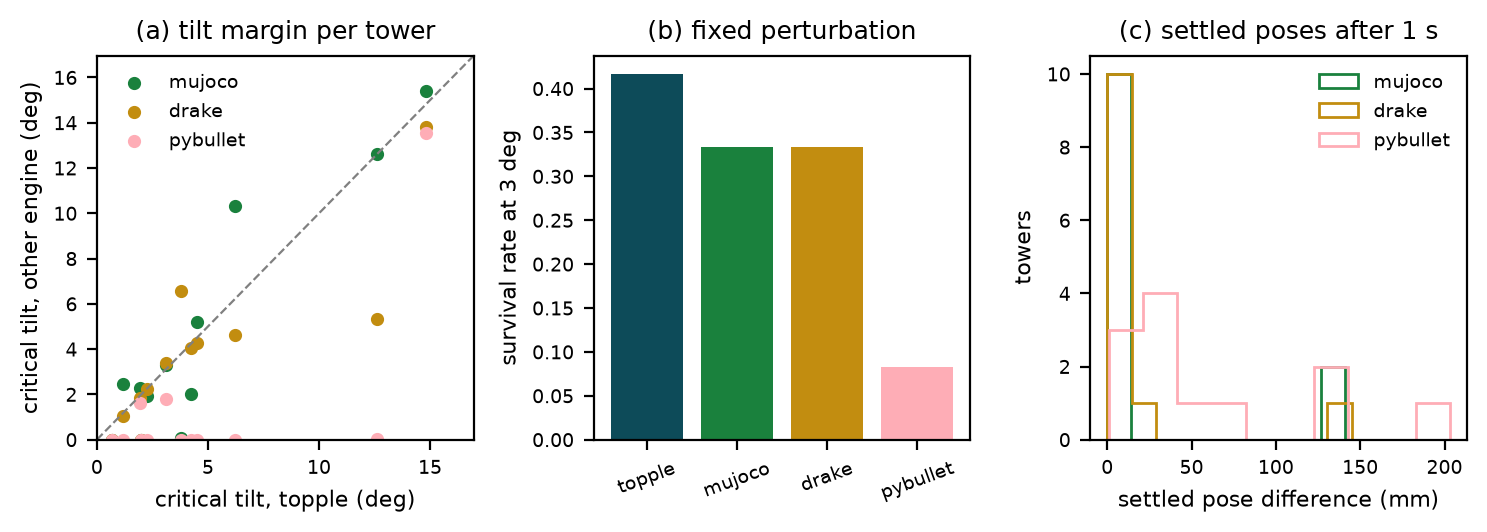 (a) tilt margin per tower
critical tilt, other engine (deg)
16
14
12
10
8
6
4
2
0
mujoco
drake
pybullet
0 5 10 15
critical tilt, topple (deg)
(b) fixed perturbation
survival rate at 3 deg
0.40
0.35
0.30
0.25
0.20
0.15
0.10
0.05
0.00
topple mujoco drake pybullet
(c) settled poses after 1 s
towers
10
8
6
4
2
0
mujoco
drake
pybullet
0 50 100 150 200
settled pose difference (mm)